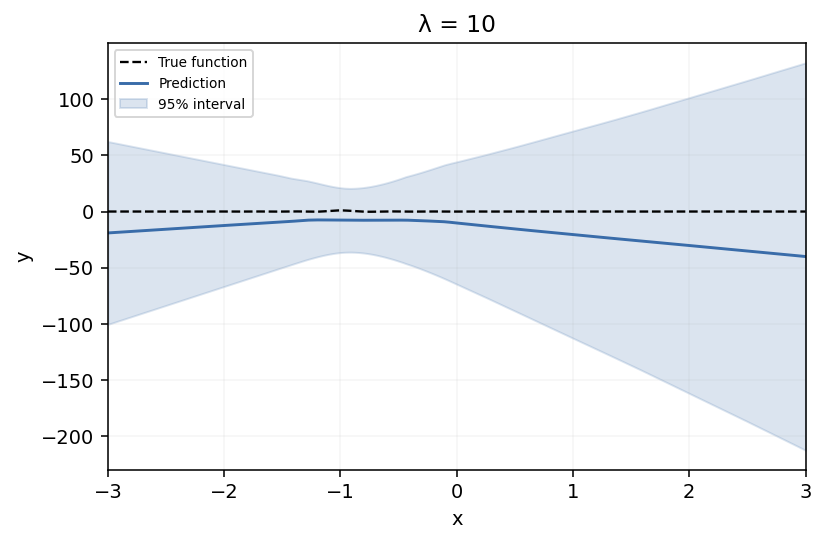 λ = 10
True function
Prediction
95% interval
100
50
0
−50
−100
−150
−200
y
−3
−2
−1
0
1
2
3
x